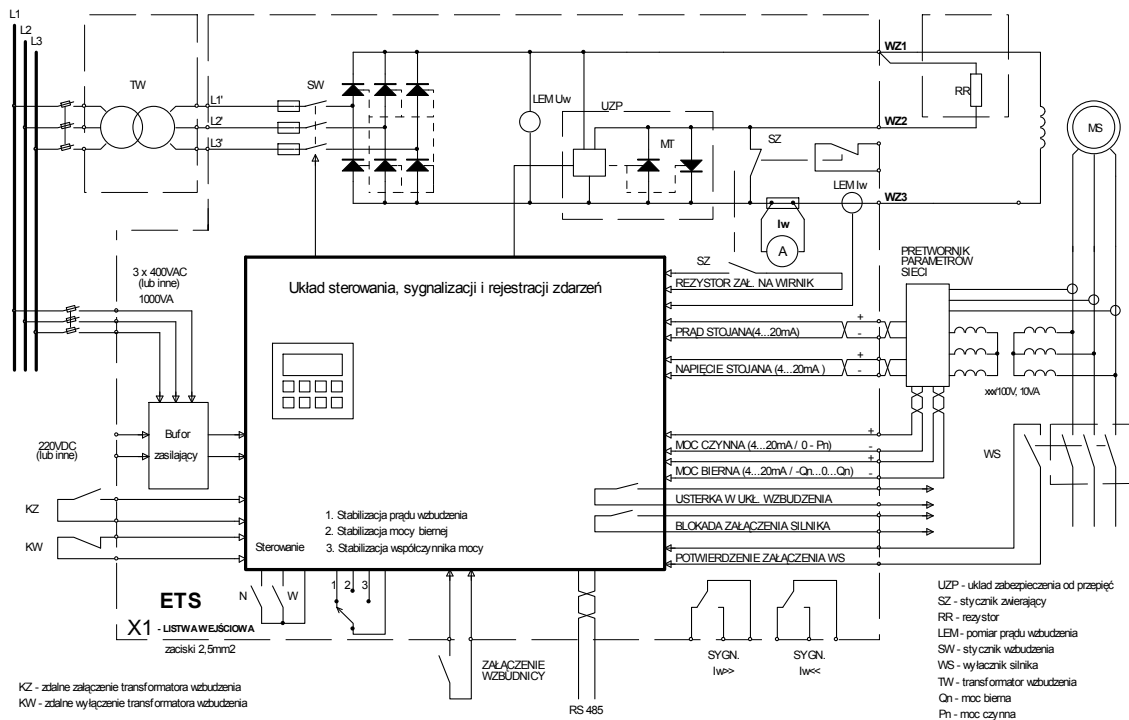 L1
L2
L3
TW
L1'
L2'
L3'
SW
LEM Uw
UZP
MT
SZ
WZ1
WZ2
WZ3
RR
MS
LEM Iw
Iw
A
SZ
3 x 400VAC
(lub inne)
1000VA
Układ sterowania, sygnalizacji i rejestracji zdarzeń
REZYSTOR ZAŁ. NA WIRNIK
PRETWORNIK
PARAMETRÓW
SIECI
+
PRĄD STOJANA(4...20mA)
-
+
NAPIĘCIE STOJANA (4...20mA )
-
xxx/100V, 10VA
220VDC
(lub inne)
Bufor
zasilający
+
MOC CZYNNA (4...20mA / 0 - Pn)
-
+
MOC BIERNA (4...20mA / -Qn...0...Qn)
-
WS
USTERKA W UKŁ. WZBUDZENIA
BLOKADA ZAŁĄCZENIA SILNIKA
POTWIERDZENIE ZAŁĄCZENIA WS
KZ
KW
1. Stabilizacja prądu wzbudzenia
2. Stabilizacja mocy biernej
3. Stabilizacja współczynnika mocy
Sterowanie
N
W
1
2
3
ETS
X1 - LISTWA WEJŚCIOWA
zaciski 2,5mm2
ZAŁĄCZENIE
WZBUDNICY
RS 485
SYGN.
Iw>>
SYGN.
Iw<<
KZ - zdalne załączenie transformatora wzbudzenia
KW - zdalne wyłączenie transformatora wzbudzenia
UZP - układ zabezpieczenia od przepięć
SZ - stycznik zwierający
RR - rezystor
LEM - pomiar prądu wzbudzenia
SW - stycznik wzbudzenia
WS - wyłacznik silnika
TW - transformator wzbudzenia
Qn - moc bierna
Pn - moc czynna